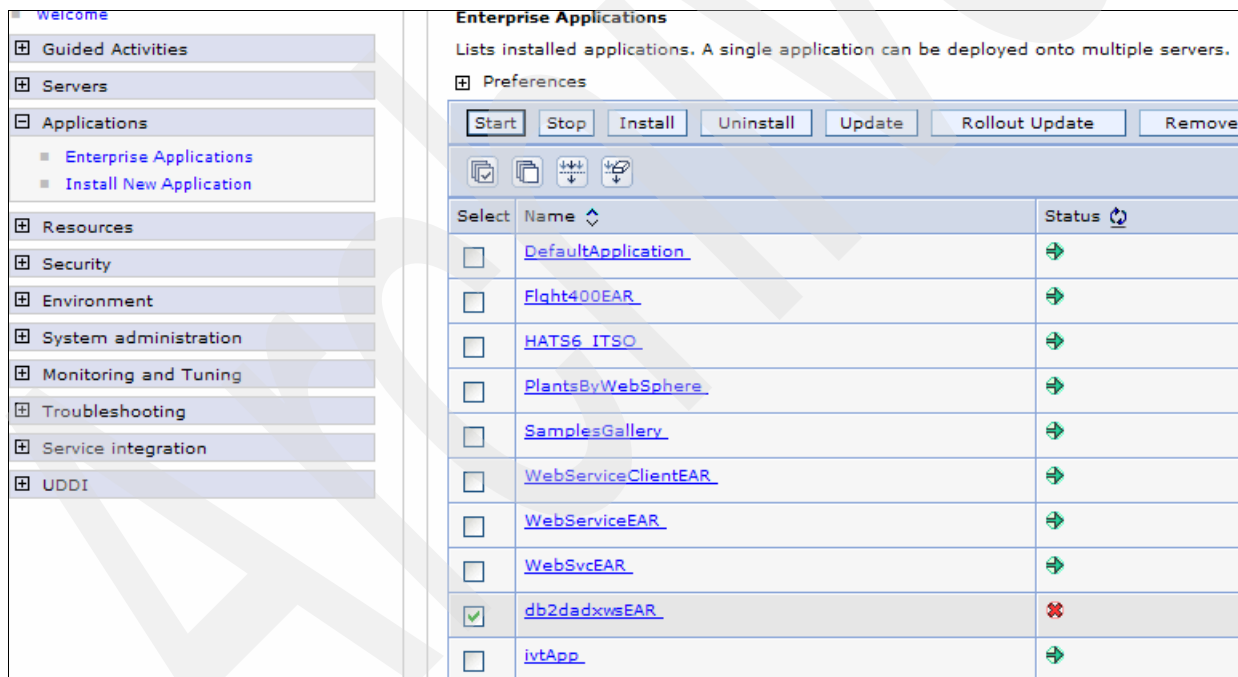 Welcome
Guided Activities
Servers
Applications
Enterprise Applications
Install New Application
Resources
Security
Environment
System administration
Monitoring and Tuning
Troubleshooting
Service integration
UDDI
Enterprise Applications
Lists installed applications. A single application can be deployed onto multiple servers.
Preferences
Start Stop Install Uninstall Update Rollout Update Remove
Select Name Status
DefaultApplication
Flght400EAR
HATS6_ITSO
PlantsByWebSphere
SamplesGallery
WebServiceClientEAR
WebServiceEAR
WebSvcEAR
db2dadxwsEAR
ivtApp